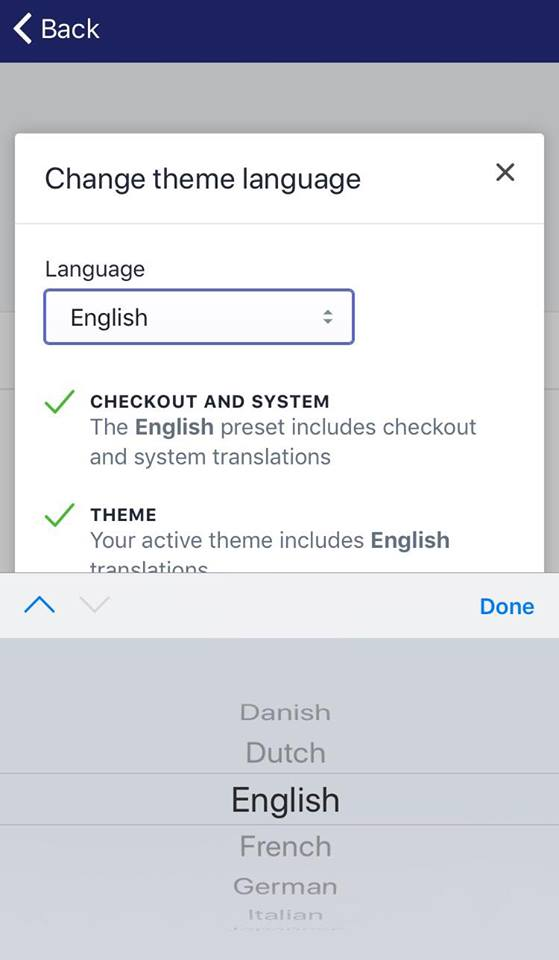 Back
Change theme language
Language
English
CHECKOUT AND SYSTEM
The English preset includes checkout
and system translations
THEME
Your active theme includes English
translations
Done
Danish
Dutch
English
French
German
Italian